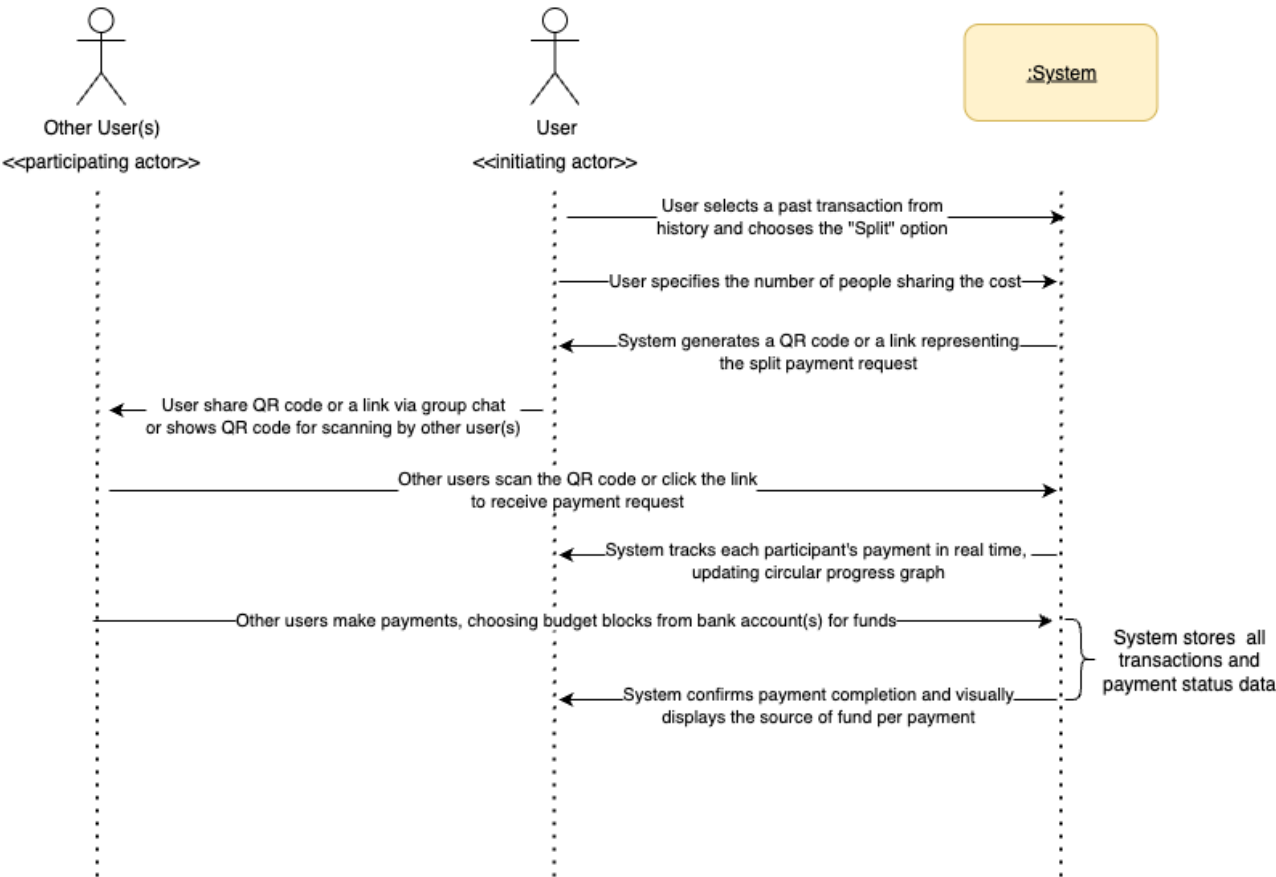 Other User(s)
<<participating actor>>
User
<<initiating actor>>
:System
User selects a past transaction from
history and chooses the "Split" option
User specifies the number of people sharing the cost
System generates a QR code or a link representing
the split payment request
User share QR code or a link via group chat
or shows QR code for scanning by other user(s)
Other users scan the QR code or click the link
to receive payment request
System tracks each participant's payment in real time,
updating circular progress graph
Other users make payments, choosing budget blocks from bank account(s) for funds
System stores all
transactions and
payment status data
System confirms payment completion and visually
displays the source of fund per payment